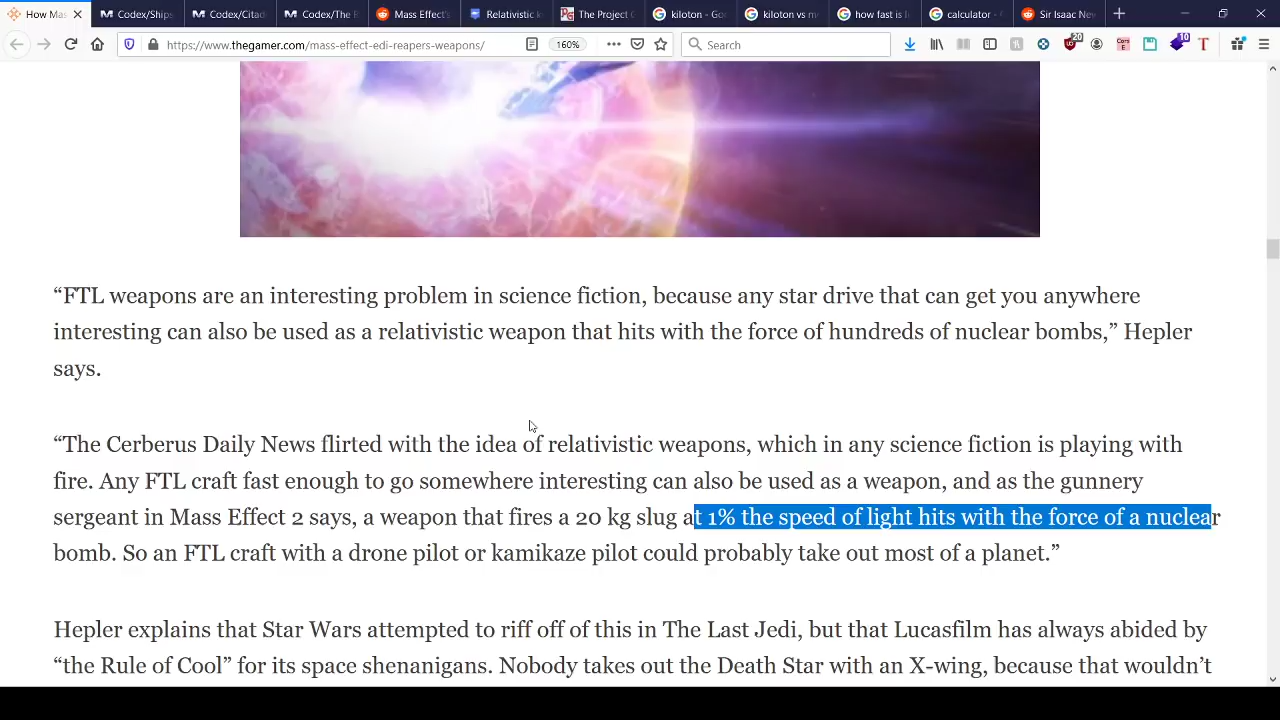 How Mas
Codex/Ships
Codex/Citad
Codex/The R
Mass Effect's
Relativistic k
The Project G
kiloton - Goo
kiloton vs me
how fast is l
calculator - G
Sir Isaac New
https://www.thegamer.com/mass-effect-edi-reapers-weapons/
160%
Search
20
10
“FTL weapons are an interesting problem in science fiction, because any star drive that can get you anywhere
interesting can also be used as a relativistic weapon that hits with the force of hundreds of nuclear bombs,” Hepler
says.
“The Cerberus Daily News flirted with the idea of relativistic weapons, which in any science fiction is playing with
fire. Any FTL craft fast enough to go somewhere interesting can also be used as a weapon, and as the gunnery
sergeant in Mass Effect 2 says, a weapon that fires a 20 kg slug at 1% the speed of light hits with the force of a nuclear
bomb. So an FTL craft with a drone pilot or kamikaze pilot could probably take out most of a planet.”
Hepler explains that Star Wars attempted to riff off of this in The Last Jedi, but that Lucasfilm has always abided by
“the Rule of Cool” for its space shenanigans. Nobody takes out the Death Star with an X-wing, because that wouldn’t